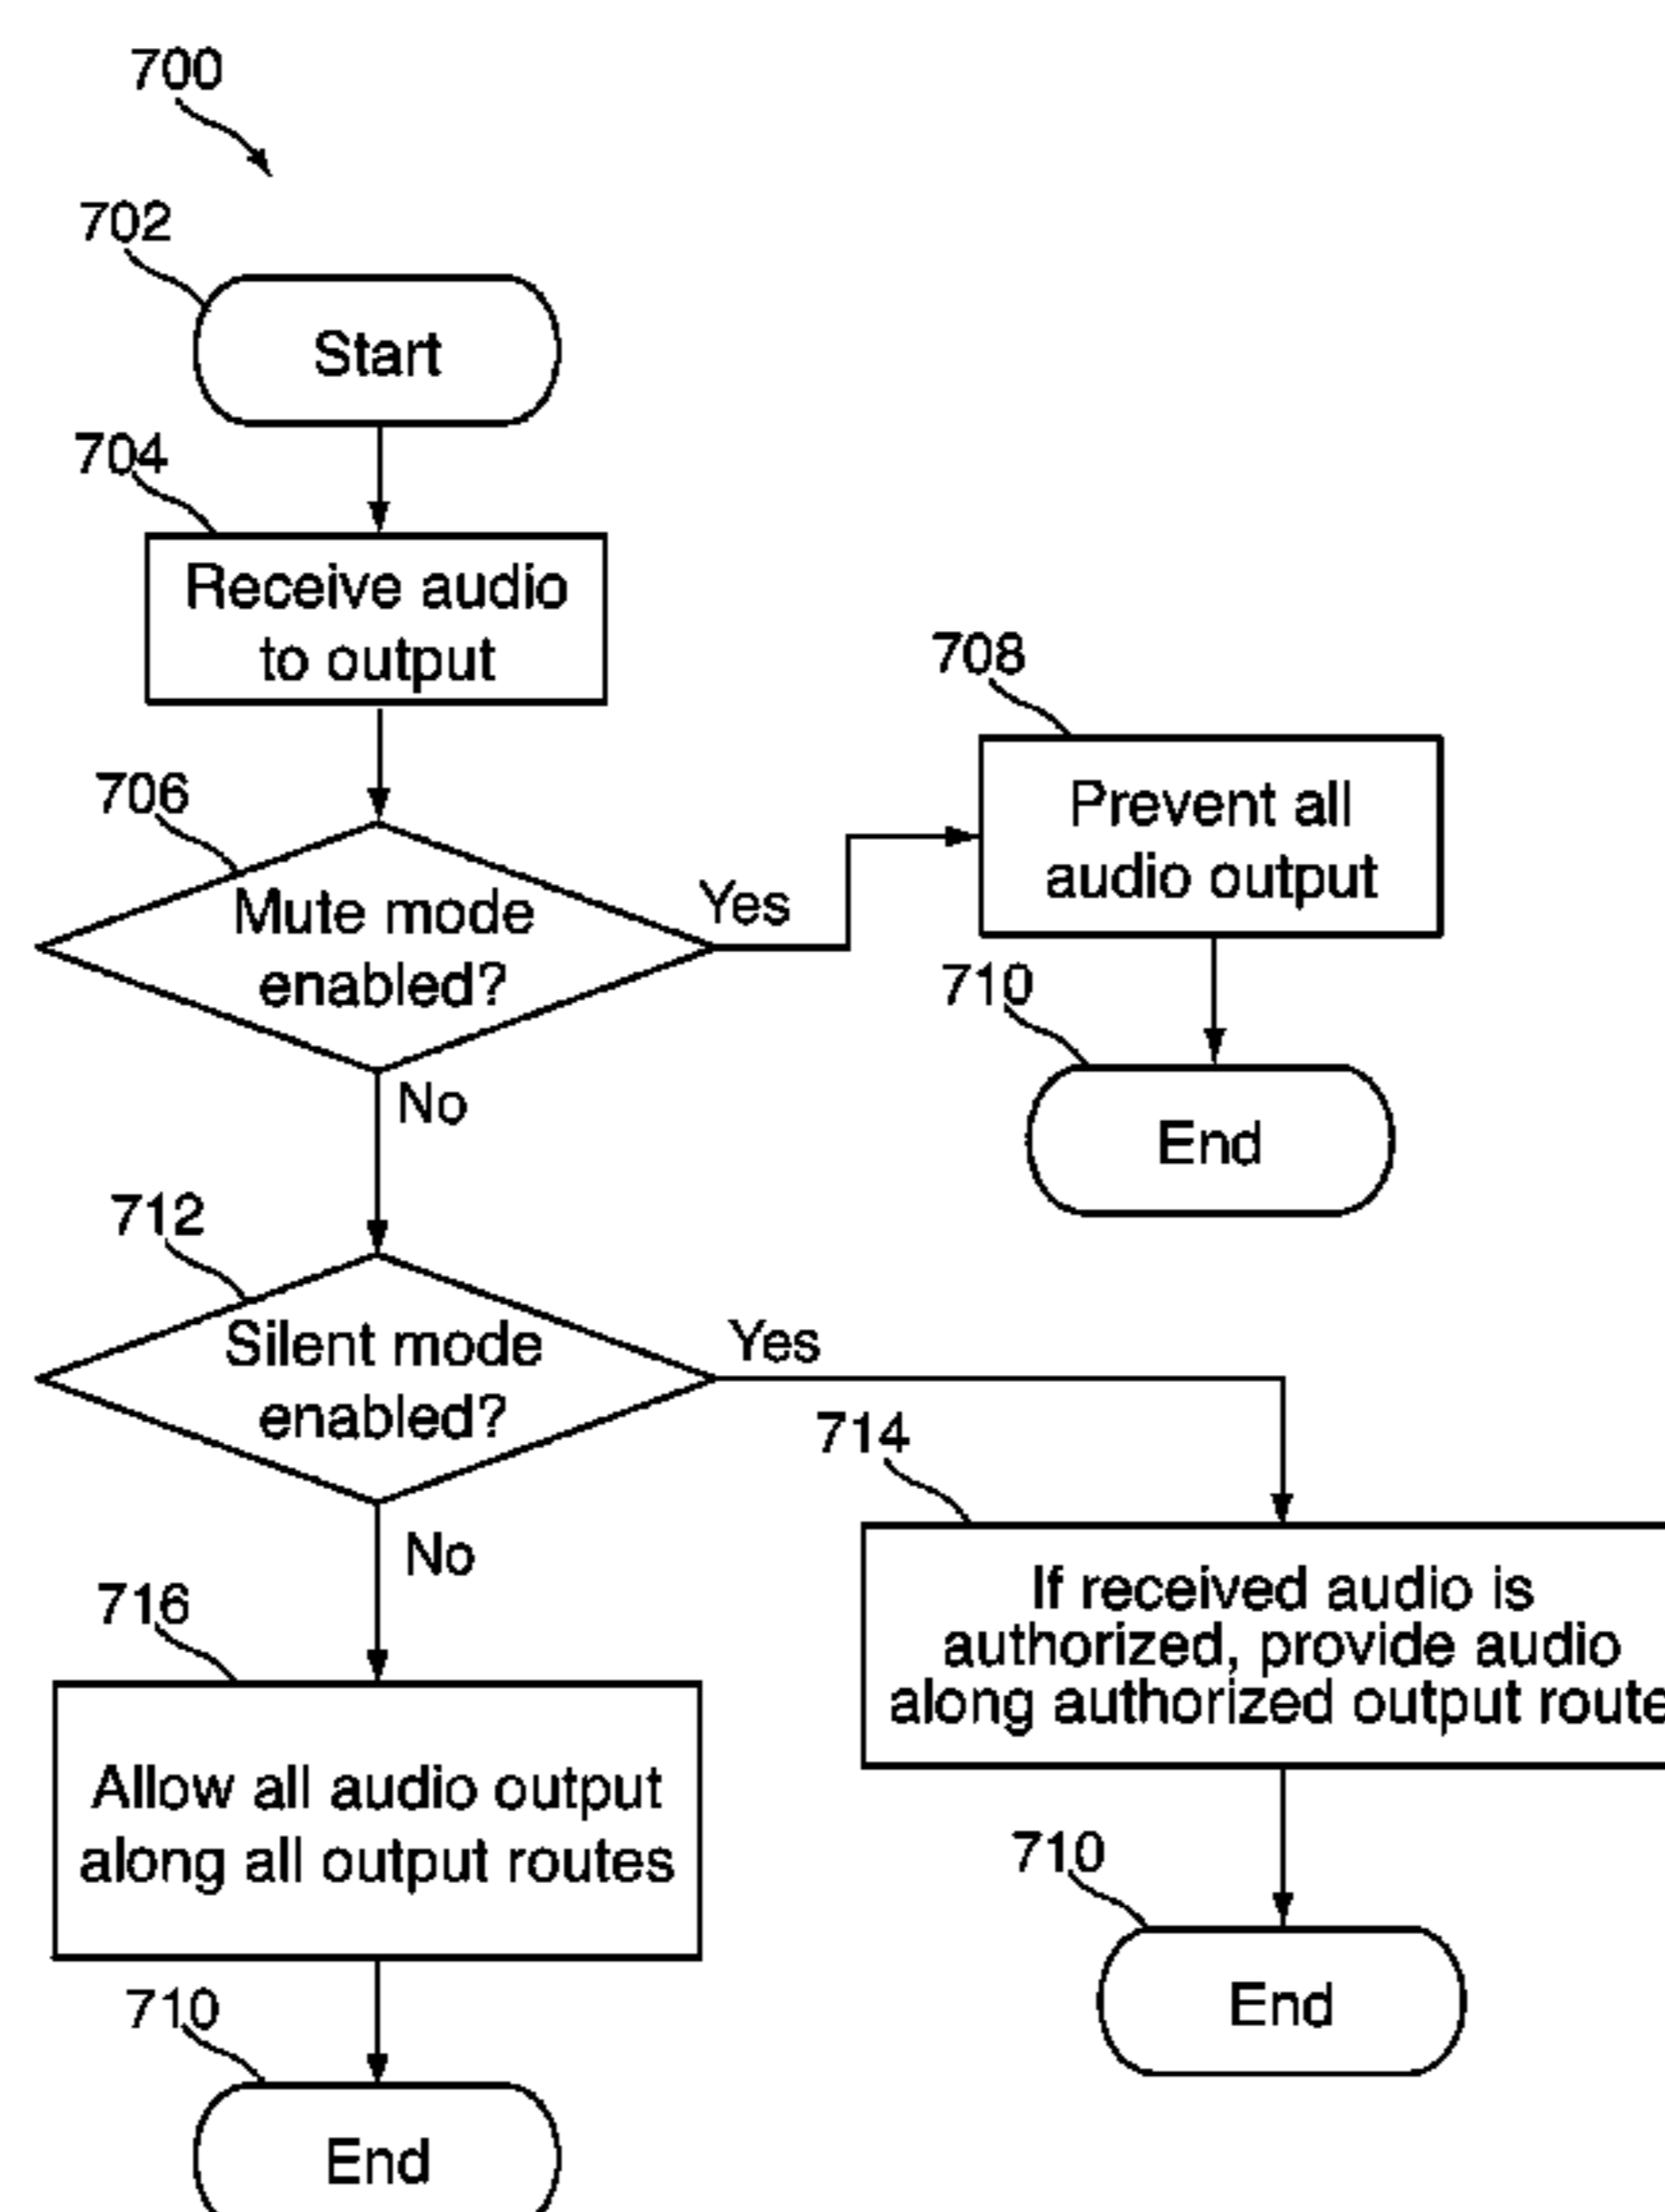 700
702
Start
704
Receive audio
to output
706
Mute mode
enabled?
Yes
708
Prevent all
audio output
710
End
No
712
Silent mode
enabled?
Yes
714
If received audio is
authorized, provide audio
along authorized output route
710
End
No
716
Allow all audio output
along all output routes
710
End